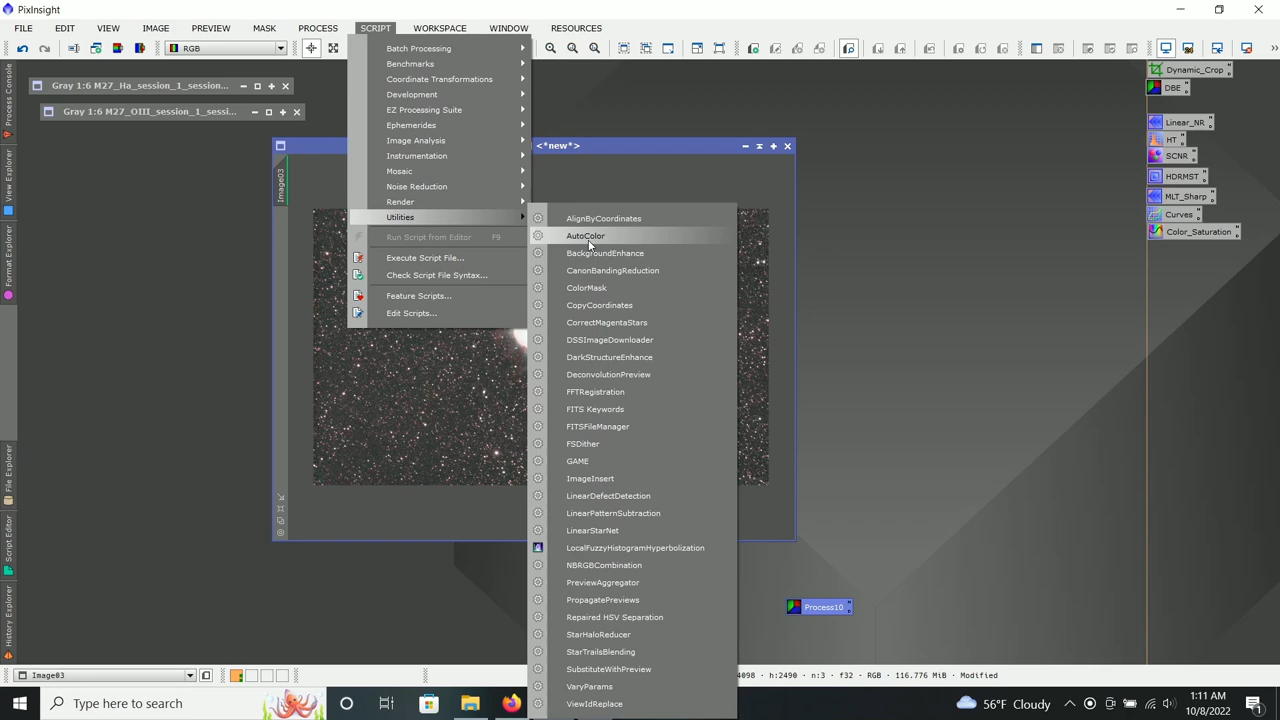 PixInsight
FILE EDIT VIEW IMAGE PREVIEW MASK PROCESS SCRIPT WORKSPACE WINDOW RESOURCES
RGB
Process Console
View Explorer
Format Explorer
File Explorer
Script Editor
History Explorer
Gray 1:6 M27_Ha_session_1_session...
Gray 1:6 M27_OIII_session_1_sessi...
<*new*>
Image03
Batch Processing
Benchmarks
Coordinate Transformations
Development
EZ Processing Suite
Ephemerides
Image Analysis
Instrumentation
Mosaic
Noise Reduction
Render
Utilities
Run Script from Editor F9
Execute Script File...
Check Script File Syntax...
Feature Scripts...
Edit Scripts...
AlignByCoordinates
AutoColor
BackgroundEnhance
CanonBandingReduction
ColorMask
CopyCoordinates
CorrectMagentaStars
DSSImageDownloader
DarkStructureEnhance
DeconvolutionPreview
FFTRegistration
FITS Keywords
FITSFileManager
FSDither
GAME
ImageInsert
LinearDefectDetection
LinearPatternSubtraction
LinearStarNet
LocalFuzzyHistogramHyperbolization
NBRGBCombination
PreviewAggregator
PropagatePreviews
Repaired HSV Separation
StarHaloReducer
StarTrailsBlending
SubstituteWithPreview
VaryParams
ViewIdReplace
Dynamic_Crop
DBE
Linear_NR
HT
SCNR
HDRMST
MLT_Sharp
Curves
Color_Saturation
Process10
Image03
4098 · h:2490 · n:3 · f32 · RGB · 116.776 MiB · Modified
Type here to search
56°F Cloudy
1:11 AM
10/8/2022
1